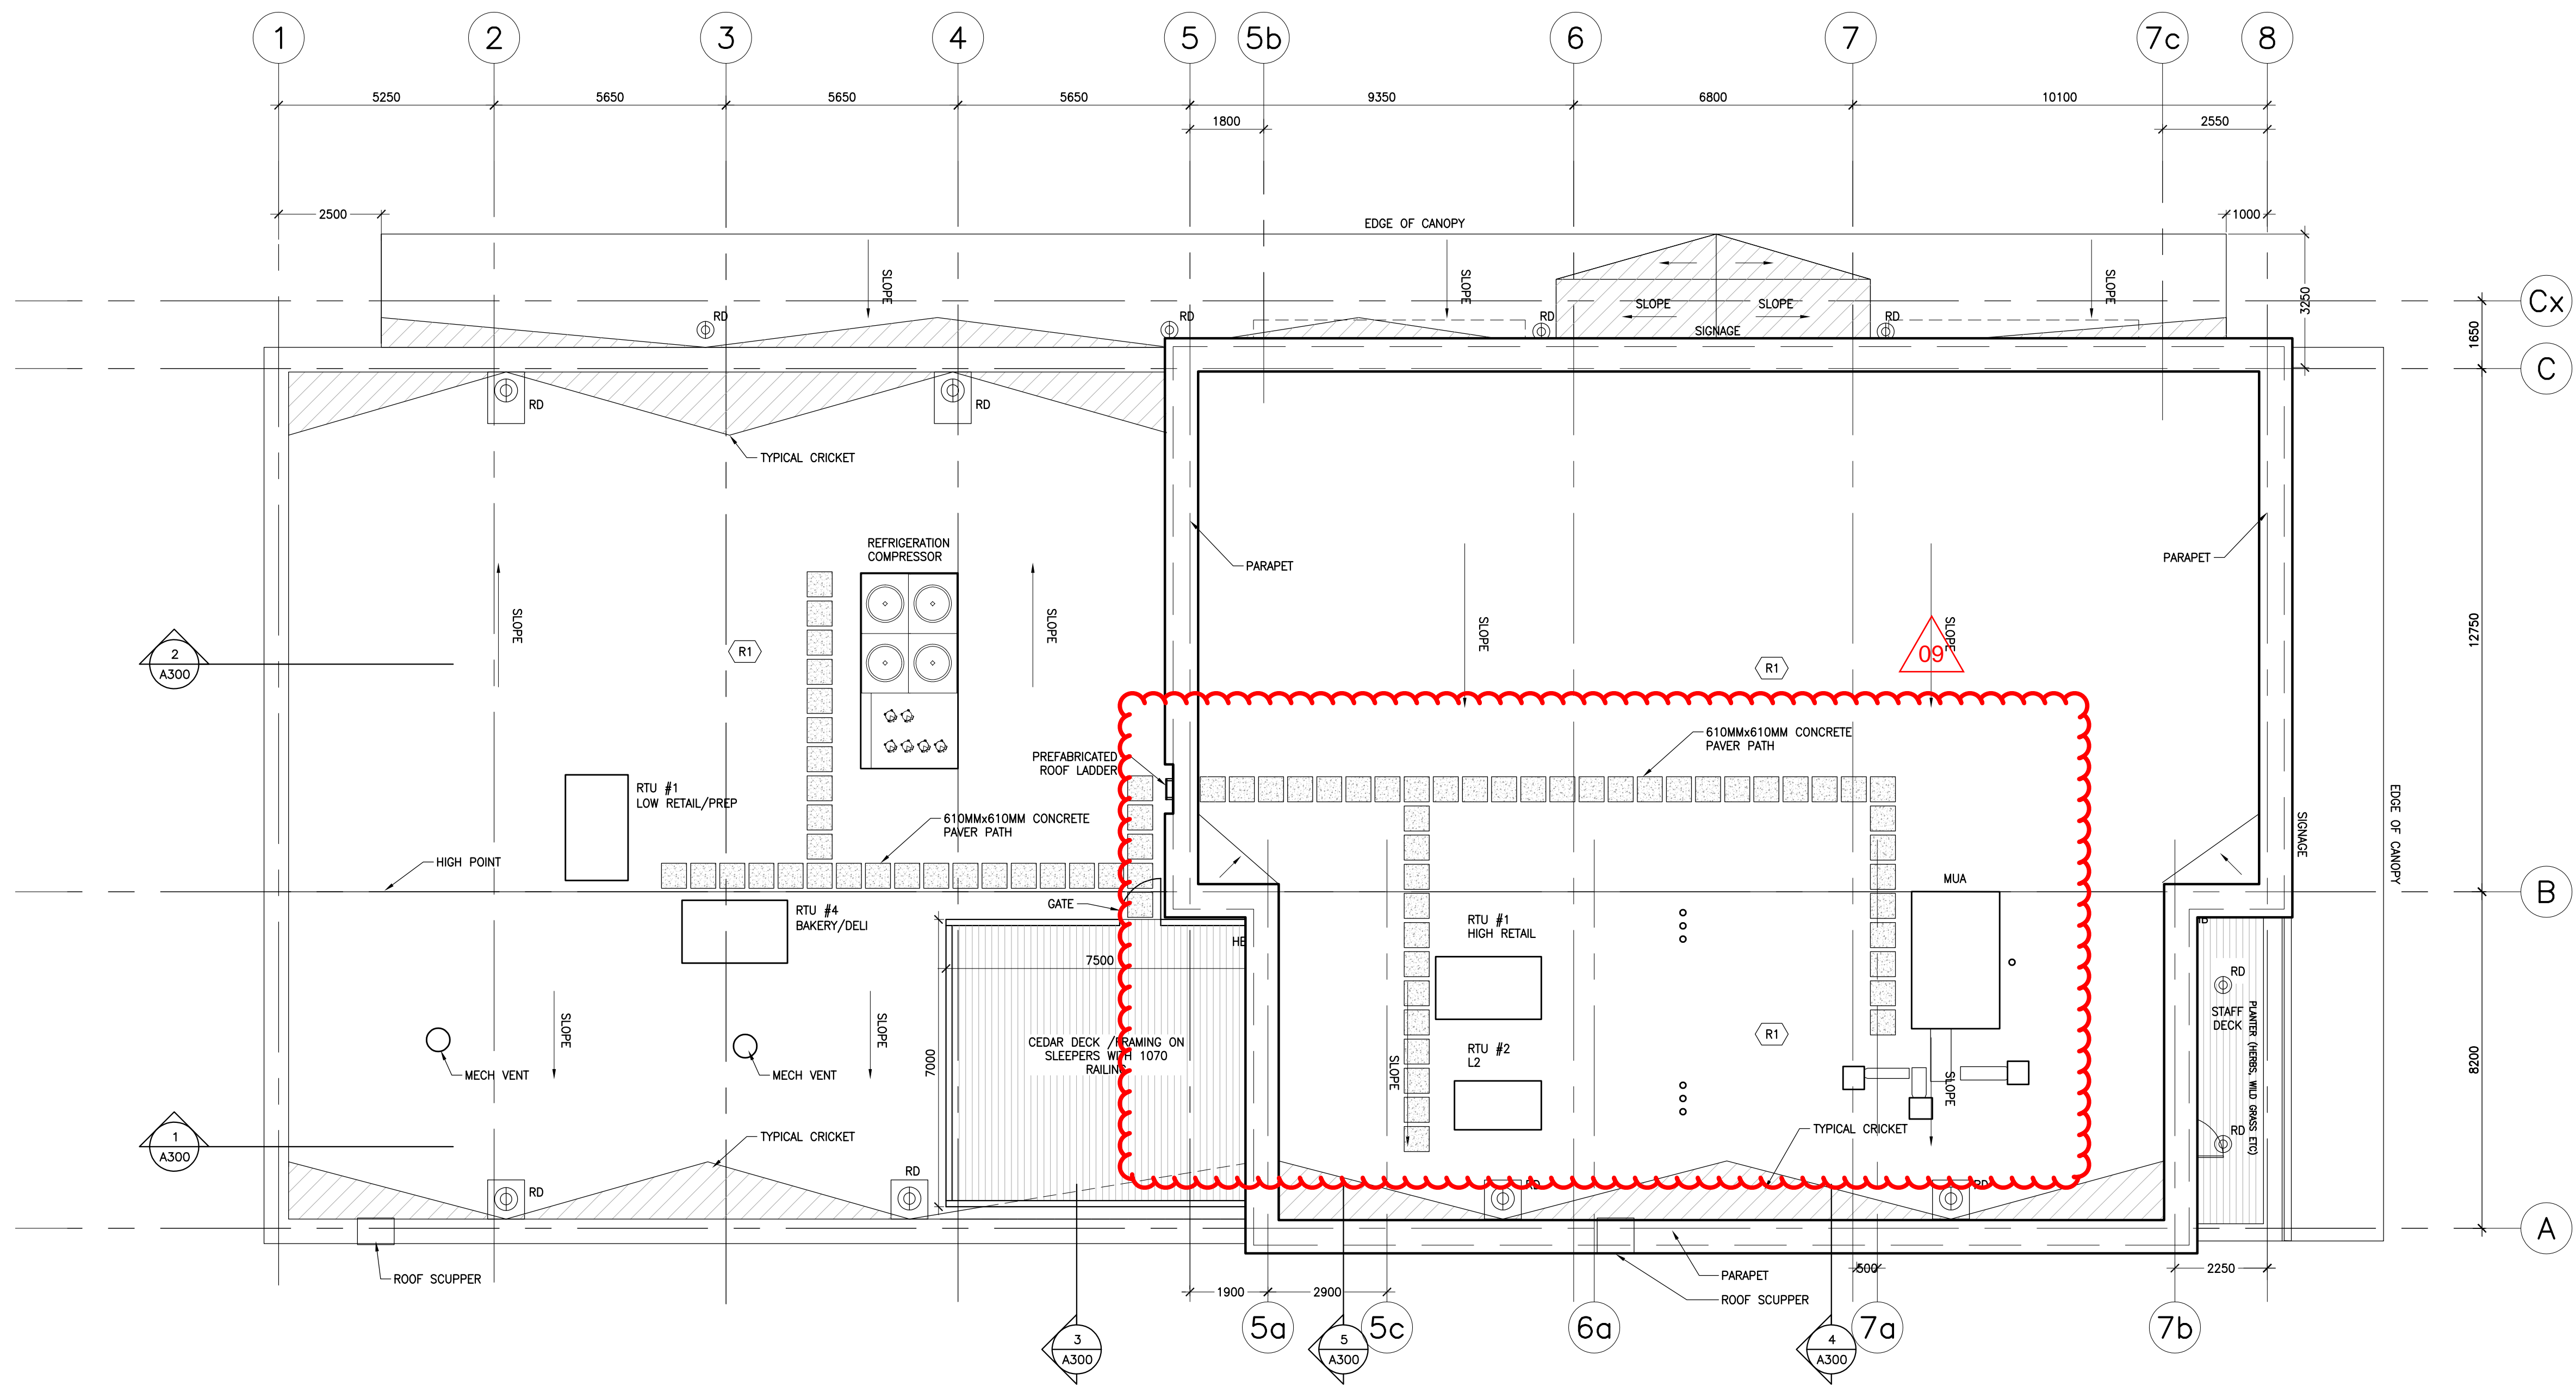 1 2 3 4 5 5b 6 7 7c 8
5250 5650 5650 5650 9350 6800 10100
1800 2550
2500 1000
EDGE OF CANOPY
SLOPE SLOPE SLOPE
3250
Cx
SLOPE SLOPE
RD RD RD RD
SIGNAGE
1650
C
RD RD
TYPICAL CRICKET
REFRIGERATION
COMPRESSOR
PARAPET
PARAPET
SLOPE SLOPE SLOPE SLOPE
12750
R1
09
R1
2
A300
610MMx610MM CONCRETE
PAVER PATH
PREFABRICATED
ROOF LADDER
RTU #1
LOW RETAIL/PREP
610MMx610MM CONCRETE
PAVER PATH
SIGNAGE
EDGE OF CANOPY
HIGH POINT
MUA
B
GATE
RTU #4
BAKERY/DELI
RTU #1
HIGH RETAIL
HB
7500
RD
STAFF
DECK
PLANTER (HERBS, WILD GRASS ETC)
SLOPE SLOPE
R1
CEDAR DECK /FRAMING ON
SLEEPERS WITH 1070
RAILING
7000
RTU #2
L2
8200
MECH VENT
MECH VENT
SLOPE SLOPE
TYPICAL CRICKET
TYPICAL CRICKET
RD
1
A300
RD RD RD RD
A
ROOF SCUPPER
PARAPET
500
2250
1900 2900
ROOF SCUPPER
5a 5c 6a 7a 7b
3
A300
5
A300
4
A300